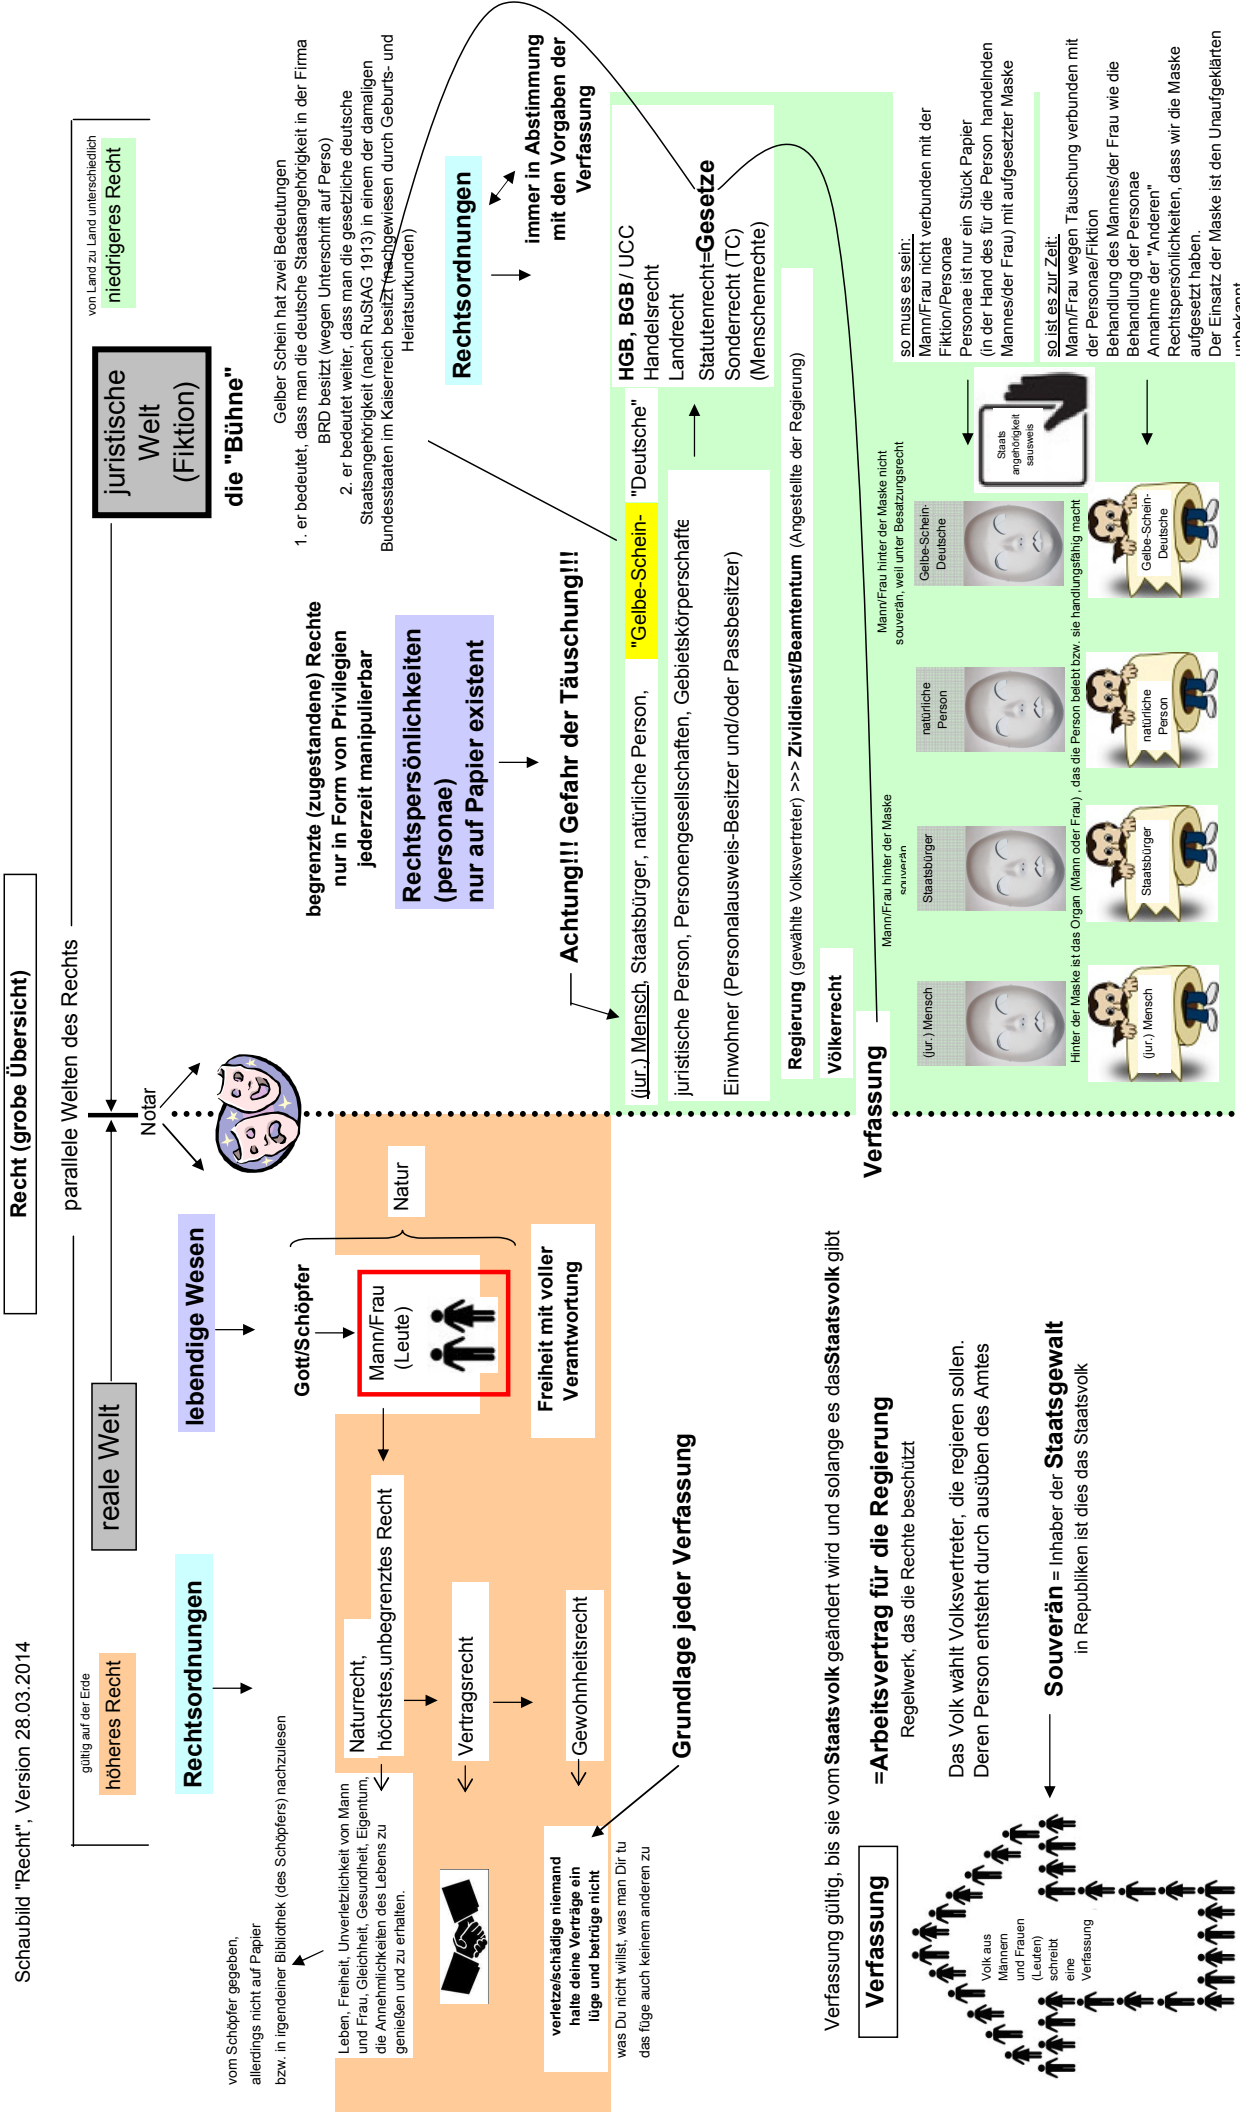 Schaubild "Recht", Version 28.03.2014
Recht (grobe Übersicht)
parallele Welten des Rechts
gültig auf der Erde
höheres Recht
reale Welt
Notar
juristische
Welt
(Fiktion)
die "Bühne"
von Land zu Land unterschiedlich
niedrigeres Recht
Rechtsordnungen
lebendige Wesen
vom Schöpfer gegeben,
allerdings nicht auf Papier
bzw. in irgendeiner Bibliothek (des Schöpfers) nachzulesen
Gott/Schöpfer
Mann/Frau
(Leute)
Natur
Freiheit mit voller
Verantwortung
Naturrecht,
höchstes,unbegrenztes Recht
Leben, Freiheit, Unverletzlichkeit von Mann
und Frau, Gleichheit, Gesundheit, Eigentum,
die Annehmlichkeiten des Lebens zu
genießen und zu erhalten.
Vertragsrecht
Gewohnheitsrecht
verletze/schädige niemand
halte deine Verträge ein
lüge und betrüge nicht
was Du nicht willst, was man Dir tu
das füge auch keinem anderen zu
Grundlage jeder Verfassung
begrenzte (zugestandene) Rechte
nur in Form von Privilegien
jederzeit manipulierbar
Rechtspersönlichkeiten
(personae)
nur auf Papier existent
Achtung!!! Gefahr der Täuschung!!!
Gelber Schein hat zwei Bedeutungen
1. er bedeutet, dass man die deutsche Staatsangehörigkeit in der Firma
BRD besitzt (wegen Unterschrift auf Perso)
2. er bedeutet weiter, dass man die gesetzliche deutsche
Staatsangehörigkeit (nach RuStAG 1913) in einem der damaligen
Bundesstaaten im Kaiserreich besitzt (nachgewiesen durch Geburts- und
Heiratsurkunden)
Rechtsordnungen
immer in Abstimmung
mit den Vorgaben der
Verfassung
(jur.) Mensch, Staatsbürger, natürliche Person, "Gelbe-Schein- "Deutsche"
juristische Person, Personengesellschaften, Gebietskörperschafte
Einwohner (Personalausweis-Besitzer und/oder Passbesitzer)
HGB, BGB / UCC
Handelsrecht
Landrecht
Statutenrecht=Gesetze
Sonderrecht (TC)
(Menschenrechte)
Regierung (gewählte Volksvertreter) >>> Zivildienst/Beamtentum (Angestellte der Regierung)
Völkerrecht
Verfassung
Mann/Frau hinter der Maske
souverän
Mann/Frau hinter der Maske nicht
souverän, weil unter Besatzungsrecht
(jur.) Mensch
Staatsbürger
natürliche
Person
Gelbe-Schein-
Deutsche
Staats
angehörigkeit
sausweis
so muss es sein:
Mann/Frau nicht verbunden mit der
Fiktion/Personae
Personae ist nur ein Stück Papier
(in der Hand des für die Person handelnden
Mannes/der Frau) mit aufgesetzter Maske
Hinter der Maske ist das Organ (Mann oder Frau) , das die Person belebt bzw. sie handlungsfähig macht
(jur.) Mensch
Staatsbürger
natürliche
Person
Gelbe-Schein-
Deutsche
so ist es zur Zeit:
Mann/Frau wegen Täuschung verbunden mit
der Personae/Fiktion
Behandlung des Mannes/der Frau wie die
Behandlung der Personae
Annahme der "Anderen"
Rechtspersönlichkeiten, dass wir die Maske
aufgesetzt haben.
Der Einsatz der Maske ist den Unaufgeklärten
unbekannt
Verfassung gültig, bis sie vom Staatsvolk geändert wird und solange es dasStaatsvolk gibt
Verfassung
=Arbeitsvertrag für die Regierung
Regelwerk, das die Rechte beschützt
Das Volk wählt Volksvertreter, die regieren sollen.
Deren Person entsteht durch ausüben des Amtes
Souverän = Inhaber der Staatsgewalt
in Republiken ist dies das Staatsvolk
Volk aus
Männern
und Frauen
(Leuten)
schreibt
eine
Verfassung